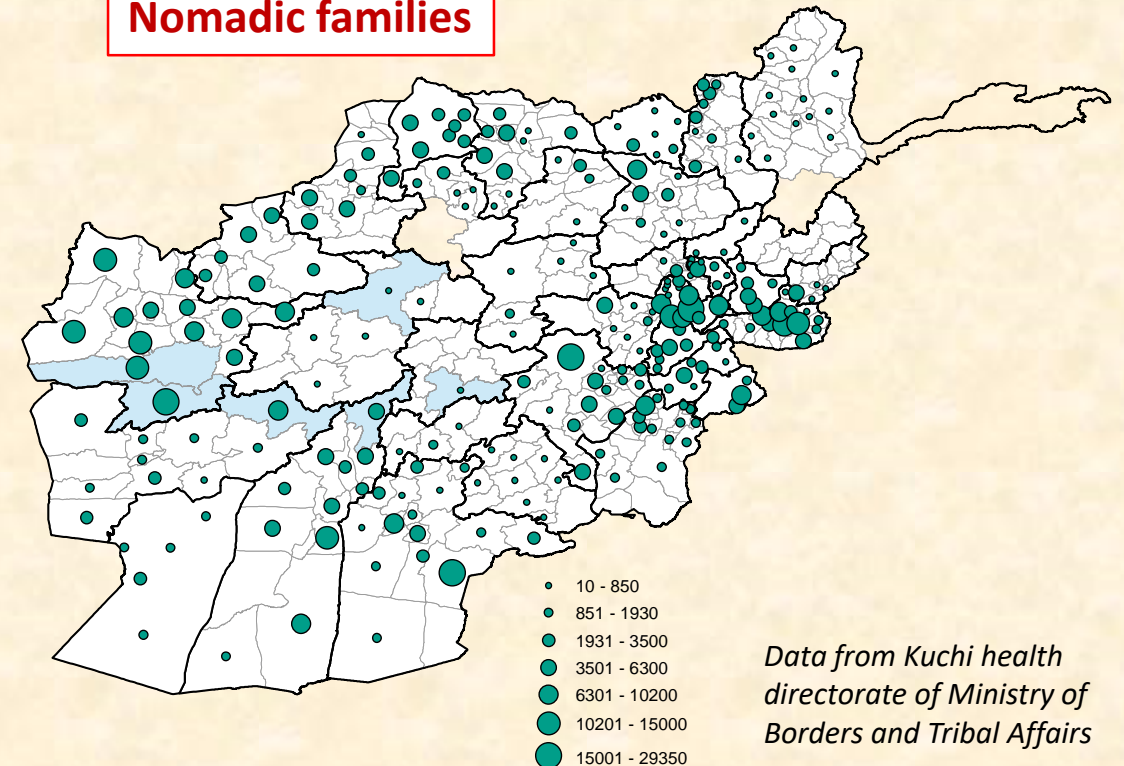 Nomadic families
10 - 850
851 - 1930
1931 - 3500
3501 - 6300
6301 - 10200
10201 - 15000
15001 - 29350
Data from Kuchi health
directorate of Ministry of
Borders and Tribal Affairs